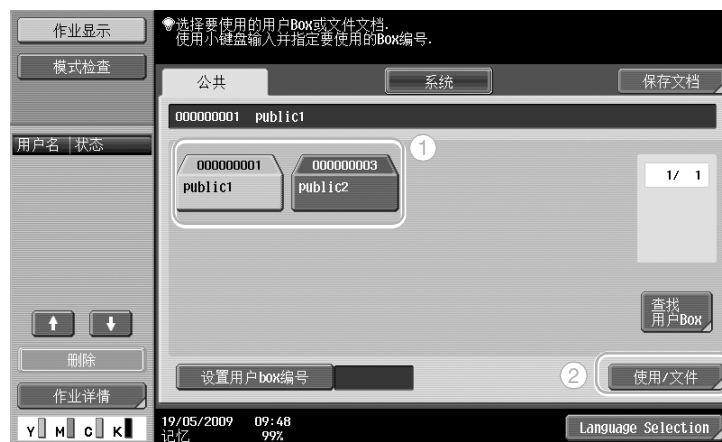 作业显示
模式检查
选择要使用的用户Box或文件文档.
使用小键盘输入并指定要使用的Box编号.
公共
系统
保存文档
000000001 public1
用户名 状态
1
000000001
public1
000000003
public2
1/ 1
查找
用户Box
删除
作业详情
设置用户box编号
2
使用/文件
Y M C K
19/05/2009 09:48
记忆 99%
Language Selection